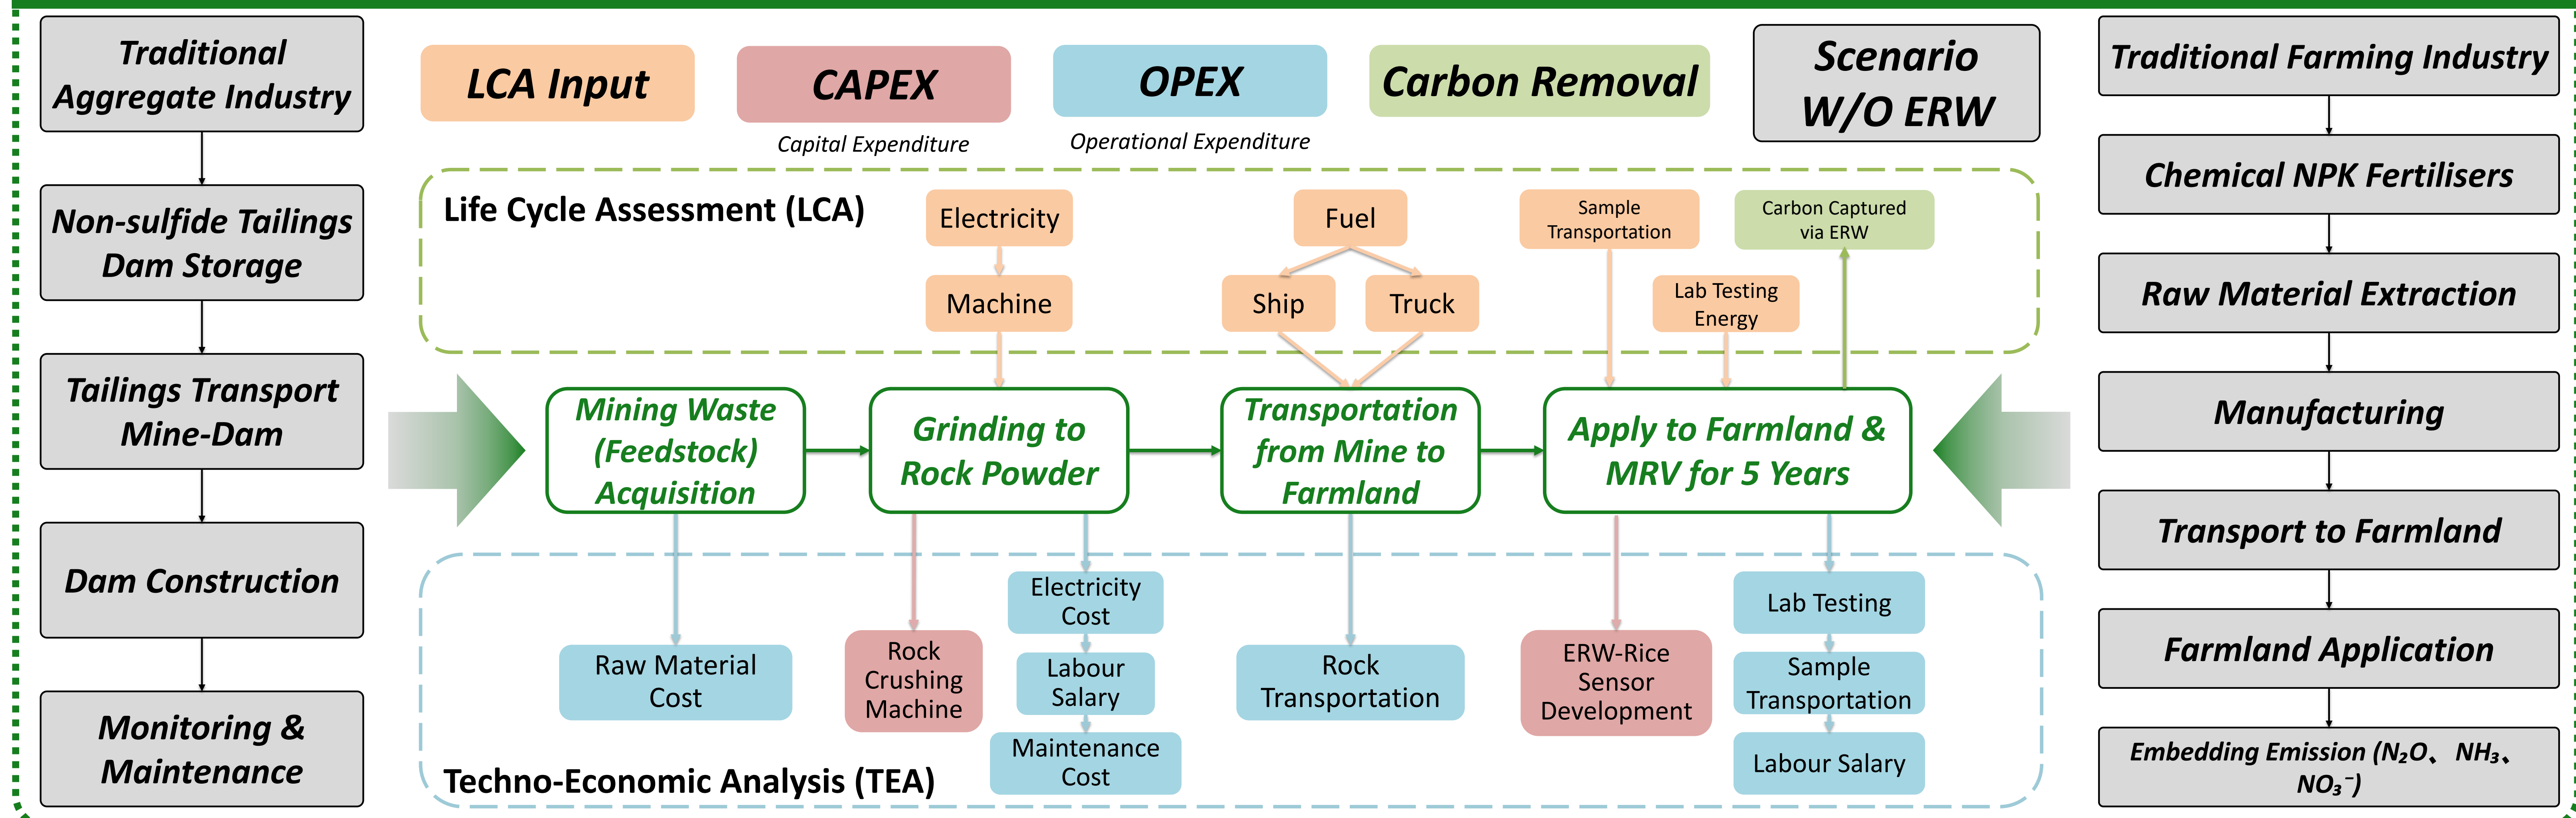 Traditional
Aggregate Industry
Non-sulfide Tailings
Dam Storage
Tailings Transport
Mine-Dam
Dam Construction
Monitoring &
Maintenance
LCA Input
CAPEX
Capital Expenditure
OPEX
Operational Expenditure
Carbon Removal
Scenario
W/O ERW
Life Cycle Assessment (LCA)
Electricity
Machine
Fuel
Ship
Truck
Sample
Transportation
Lab Testing
Energy
Carbon Captured
via ERW
Mining Waste
(Feedstock)
Acquisition
Grinding to
Rock Powder
Transportation
from Mine to
Farmland
Apply to Farmland &
MRV for 5 Years
Raw Material
Cost
Rock
Crushing
Machine
Electricity
Cost
Labour
Salary
Maintenance
Cost
Rock
Transportation
ERW-Rice
Sensor
Development
Lab Testing
Sample
Transportation
Labour Salary
Techno-Economic Analysis (TEA)
Traditional Farming Industry
Chemical NPK Fertilisers
Raw Material Extraction
Manufacturing
Transport to Farmland
Farmland Application
Embedding Emission (N₂O、NH₃、
NO₃⁻)